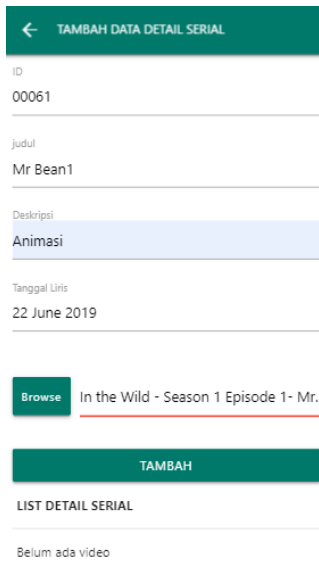 TAMBAH DATA DETAIL SERIAL
ID
00061
judul
Mr Bean1
Deskripsi
Animasi
Tanggal Liris
22 June 2019
Browse In the Wild - Season 1 Episode 1- Mr.
TAMBAH
LIST DETAIL SERIAL
Belum ada video